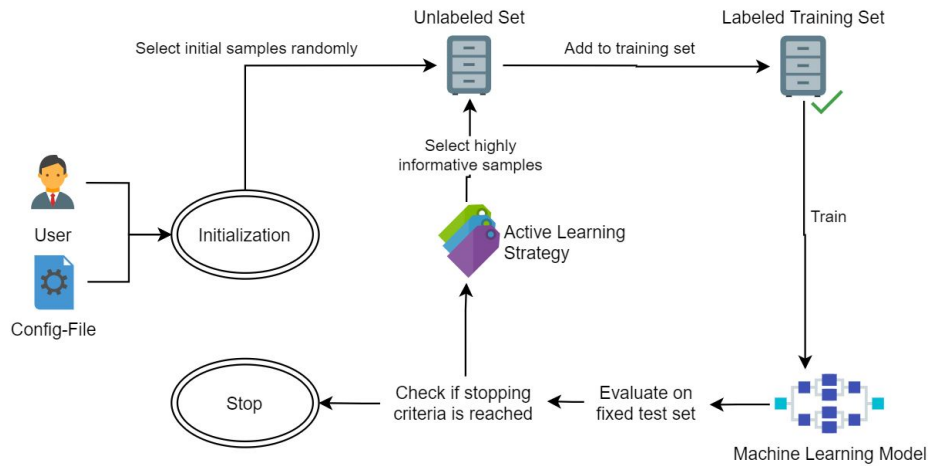 Unlabeled Set
Labeled Training Set
Select initial samples randomly
Add to training set
Select highly
informative samples
User
Initialization
Active Learning
Strategy
Train
Config-File
Stop
Check if stopping
criteria is reached
Evaluate on
fixed test set
Machine Learning Model